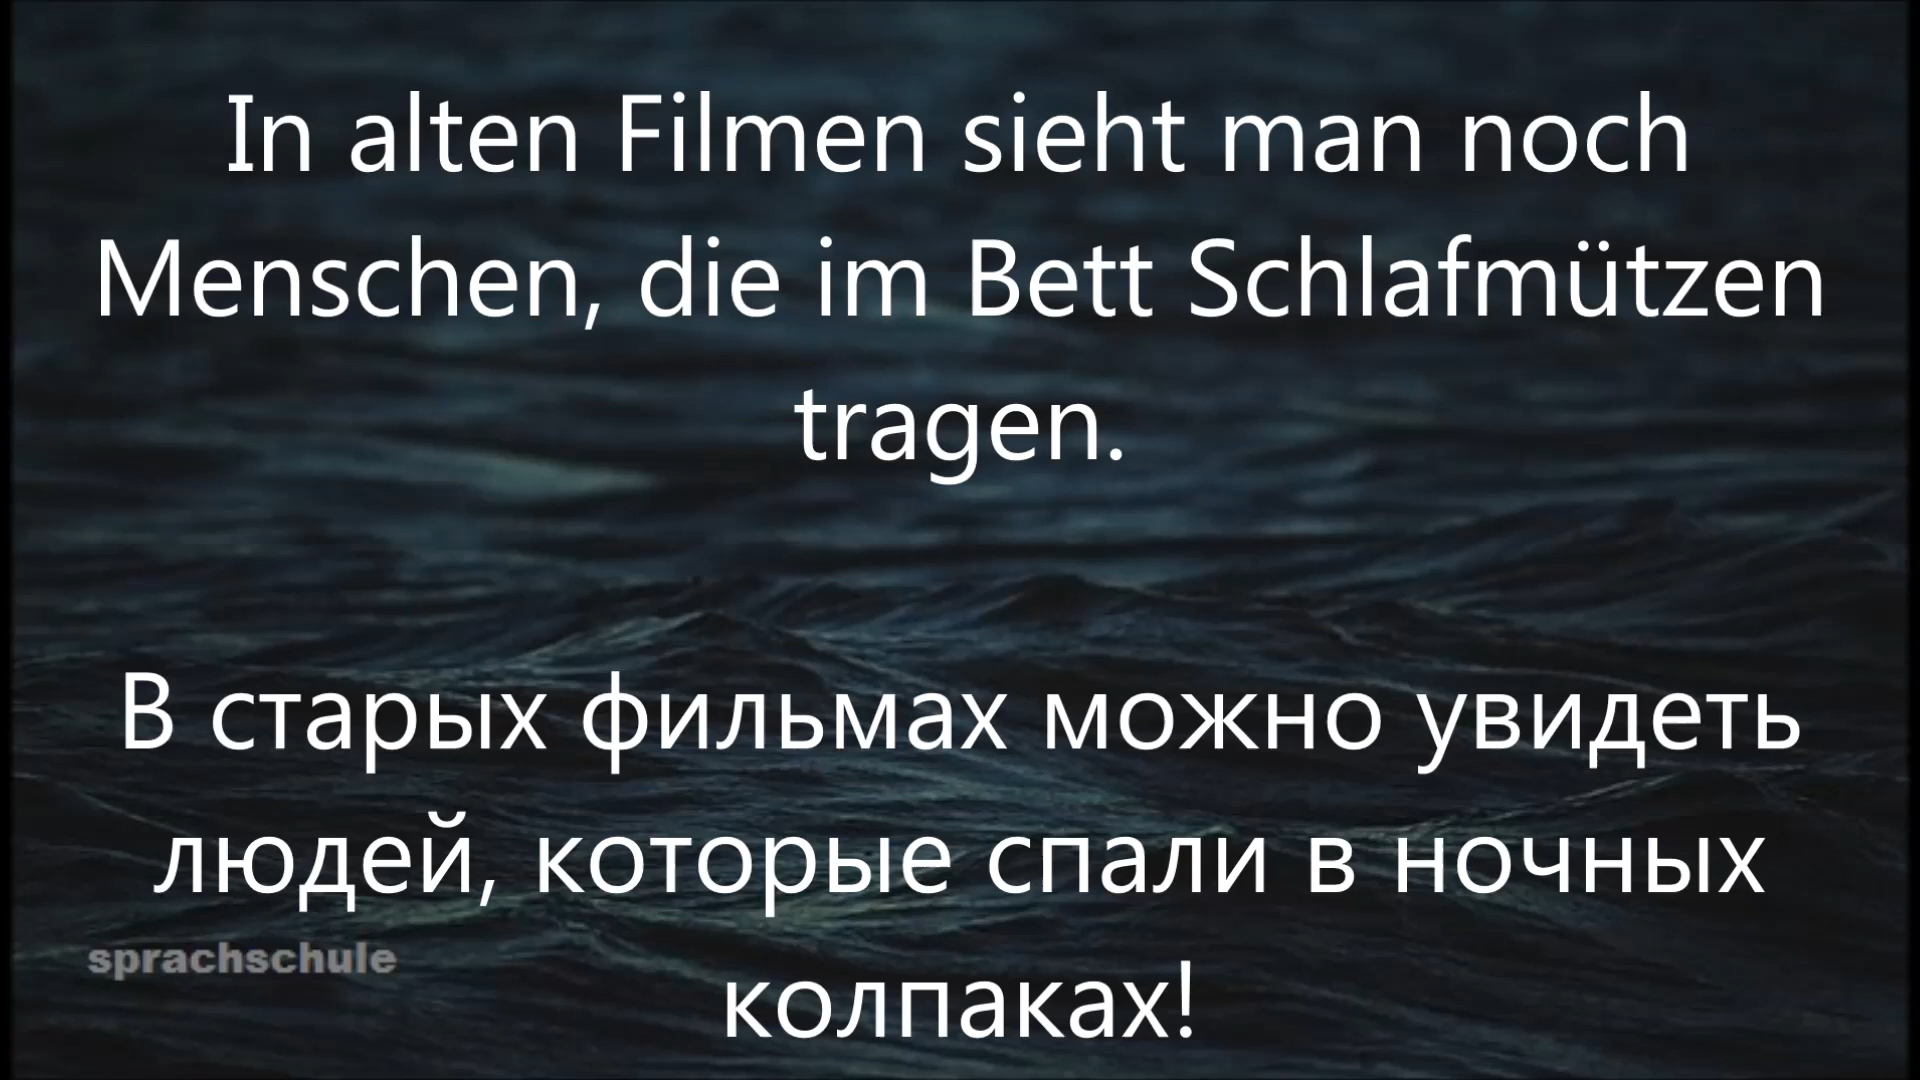 In alten Filmen sieht man noch
Menschen, die im Bett Schlafmützen
tragen.
В старых фильмах можно увидеть
людей, которые спали в ночных
колпаках!
sprachschule